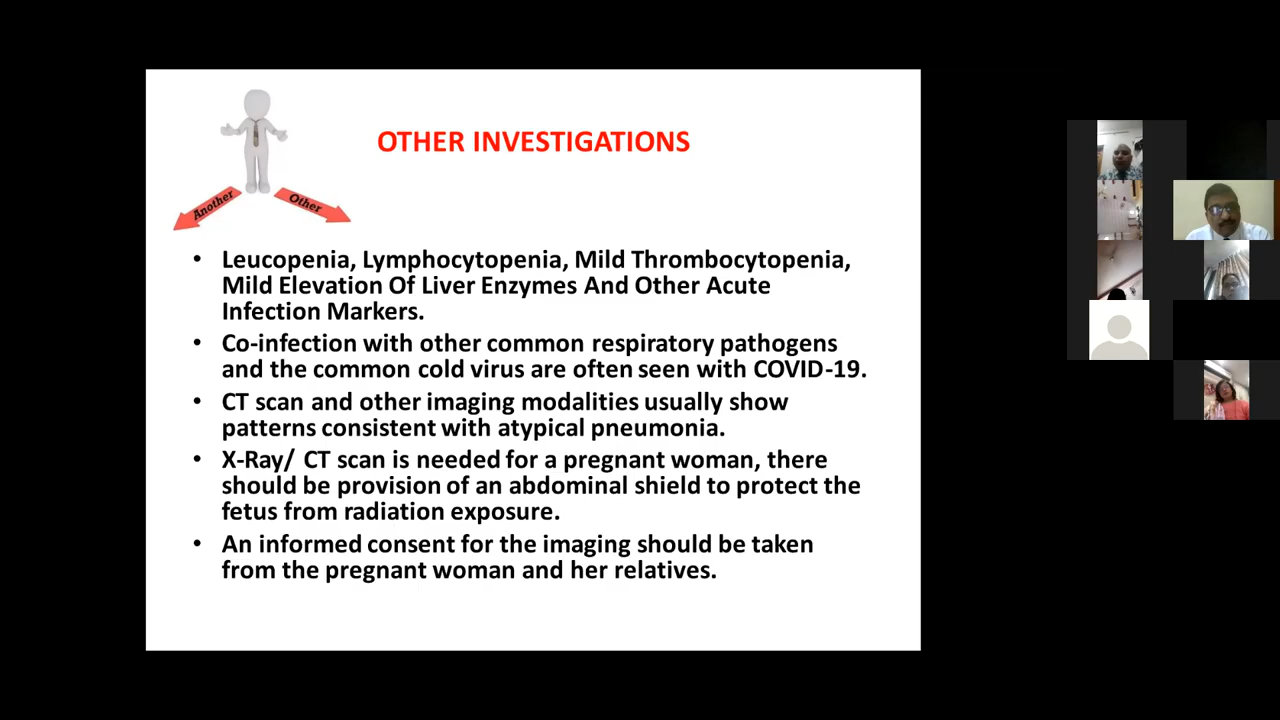 OTHER INVESTIGATIONS
Another
Other
• Leucopenia, Lymphocytopenia, Mild Thrombocytopenia,
Mild Elevation Of Liver Enzymes And Other Acute
Infection Markers.
• Co-infection with other common respiratory pathogens
and the common cold virus are often seen with COVID-19.
• CT scan and other imaging modalities usually show
patterns consistent with atypical pneumonia.
• X-Ray/ CT scan is needed for a pregnant woman, there
should be provision of an abdominal shield to protect the
fetus from radiation exposure.
• An informed consent for the imaging should be taken
from the pregnant woman and her relatives.